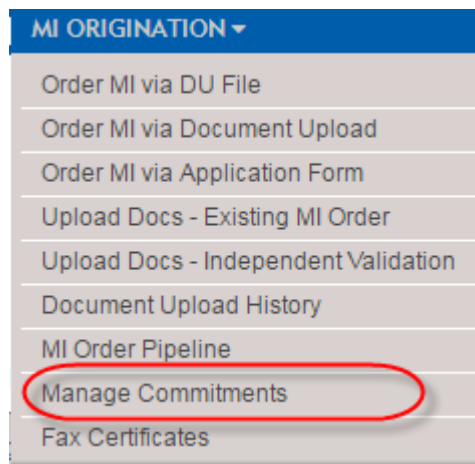 MI ORIGINATION
Order MI via DU File
Order MI via Document Upload
Order MI via Application Form
Upload Docs - Existing MI Order
Upload Docs - Independent Validation
Document Upload History
MI Order Pipeline
Manage Commitments
Fax Certificates